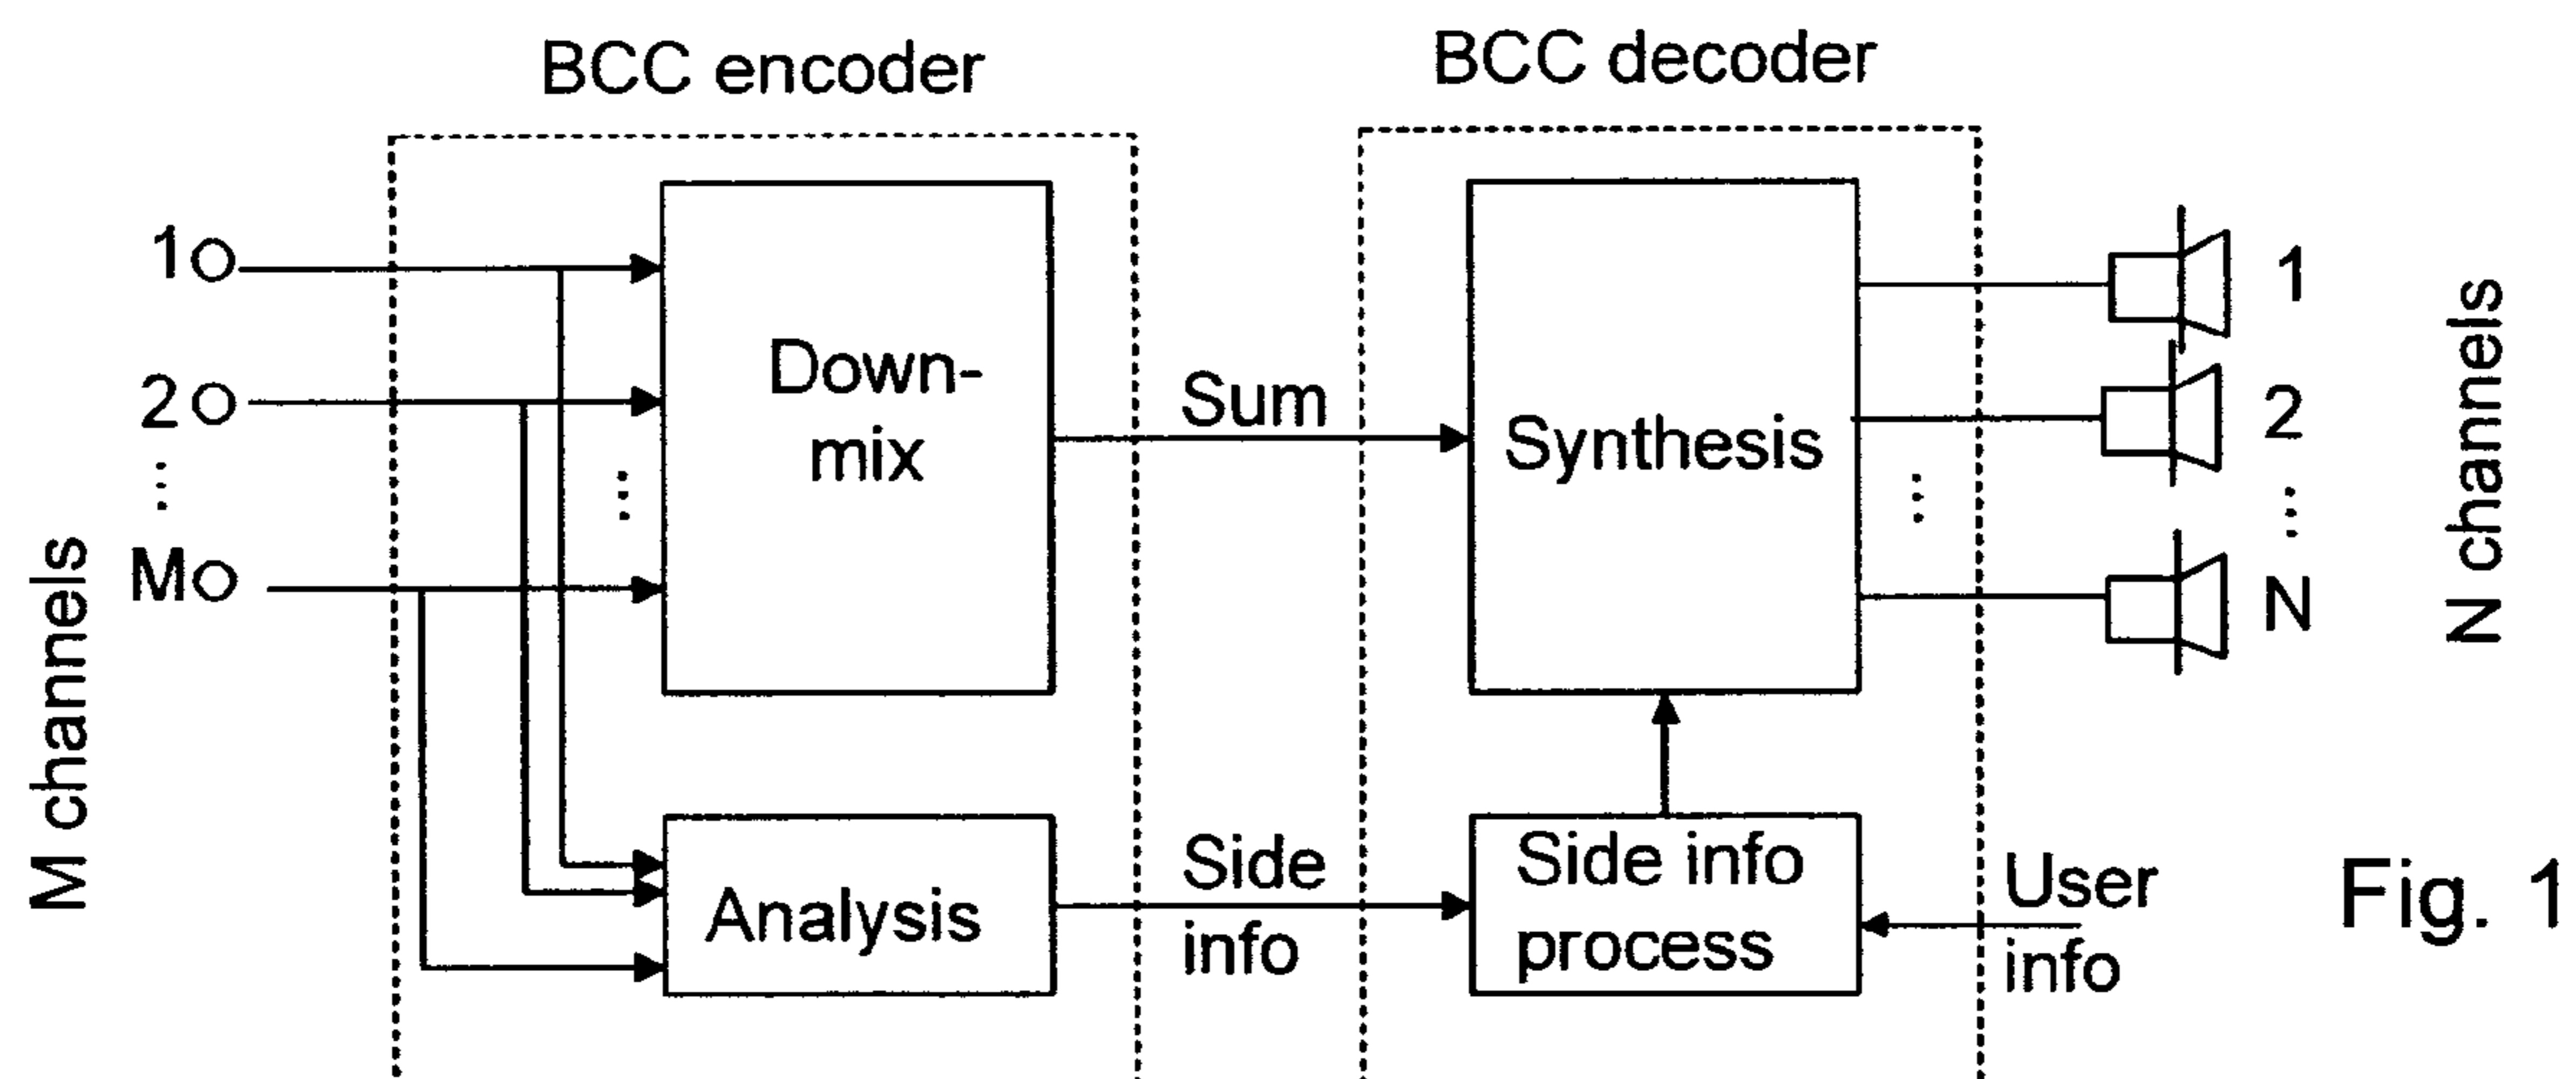 BCC encoder
BCC decoder
1
2
...
M
M channels
Down-
mix
...
Analysis
Sum
Side
info
Synthesis
...
Side info
process
User
info
1
2
...
N
N channels
Fig. 1